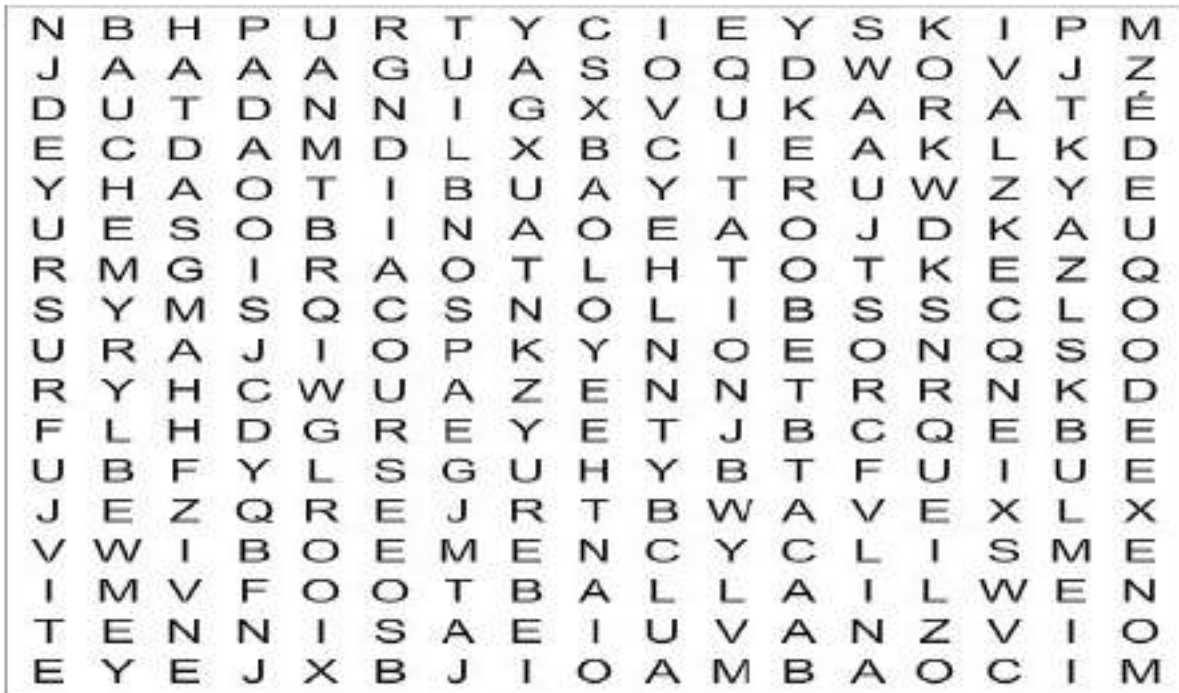 N B H P U R T Y C I E Y S K I P M
J A A A A G U A S O Q D W O V J Z
D U T D N N I G X V U K A R A T É
E C D A M D L X B C I E A K L K D
Y H A O T I B U A Y T R U W Z Y E
U E S O B I N A O E A O J D K A U
R M G I R A O T L H T O T K E Z Q
S Y M S Q C S N O L I B S S C L O
U R A J I O P K Y N O E O N Q S O
R Y H C W U A Z E N N T R R N K D
F L H D G R E Y E T J B C Q E B E
U B F Y L S G U H Y B T F U I U E
J E Z Q R E J R T B W A V E X L X
V W I B O E M E N C Y C L I S M E
I M V F O O T B A L L A I L W E N
T E N N I S A E I U V A N Z V I O
E Y E J X B J I O A M B A O C I M